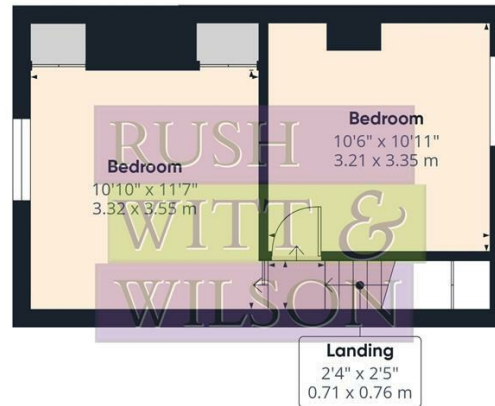 RUSH
WITT &
WILSON
Bedroom
10'10" x 11'7"
3.32 x 3.55 m
Bedroom
10'6" x 10'11"
3.21 x 3.35 m
Landing
2'4" x 2'5"
0.71 x 0.76 m